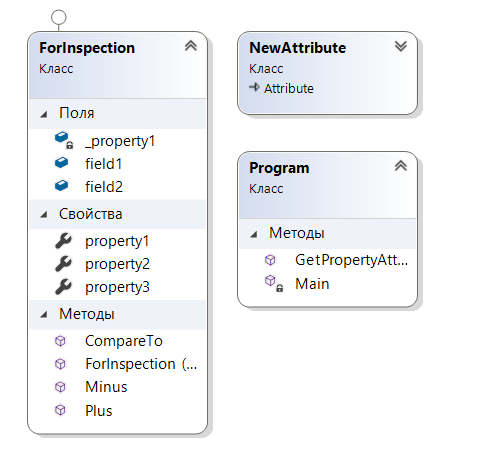 ForInspection
Класс
Поля
_property1
field1
field2
Свойства
property1
property2
property3
Методы
CompareTo
ForInspection (...
Minus
Plus
NewAttribute
Класс
Attribute
Program
Класс
Методы
GetPropertyAtt...
Main